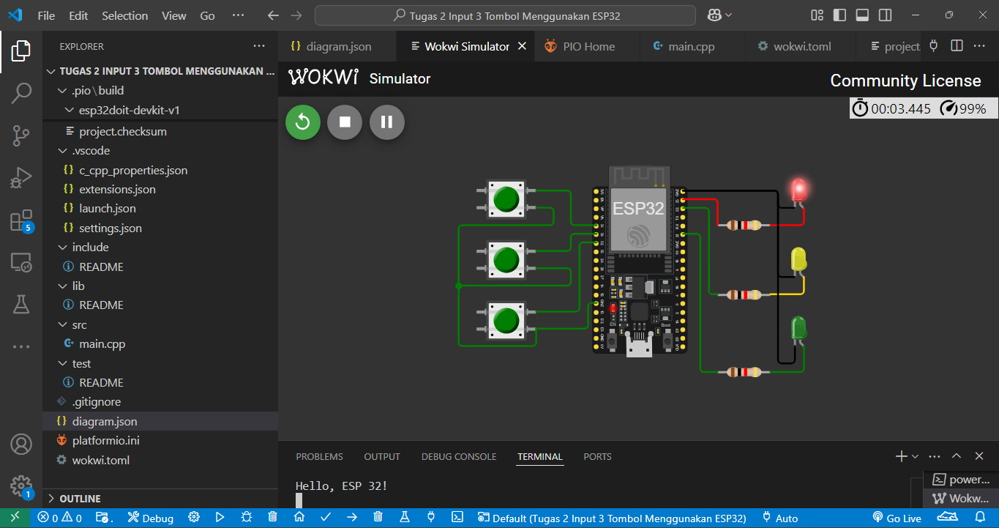 File Edit Selection View Go ··· Tugas 2 Input 3 Tombol Menggunakan ESP32
EXPLORER ···
TUGAS 2 INPUT 3 TOMBOL MENGGUNAKAN ...
.pio\build
esp32doit-devkit-v1
project.checksum
.vscode
c_cpp_properties.json
extensions.json
launch.json
settings.json
include
README
lib
README
src
main.cpp
test
README
.gitignore
diagram.json
platformio.ini
wokwi.toml
OUTLINE
5
1
diagram.json Wokwi Simulator PIO Home main.cpp wokwi.toml project
WOKWi Simulator
Community License
00:03.445 99%
ESP32
EN Boot
PROBLEMS OUTPUT DEBUG CONSOLE TERMINAL PORTS
Hello, ESP 32!
power...
Wokw...
0 0 Debug Default (Tugas 2 Input 3 Tombol Menggunakan ESP32) Auto Go Live